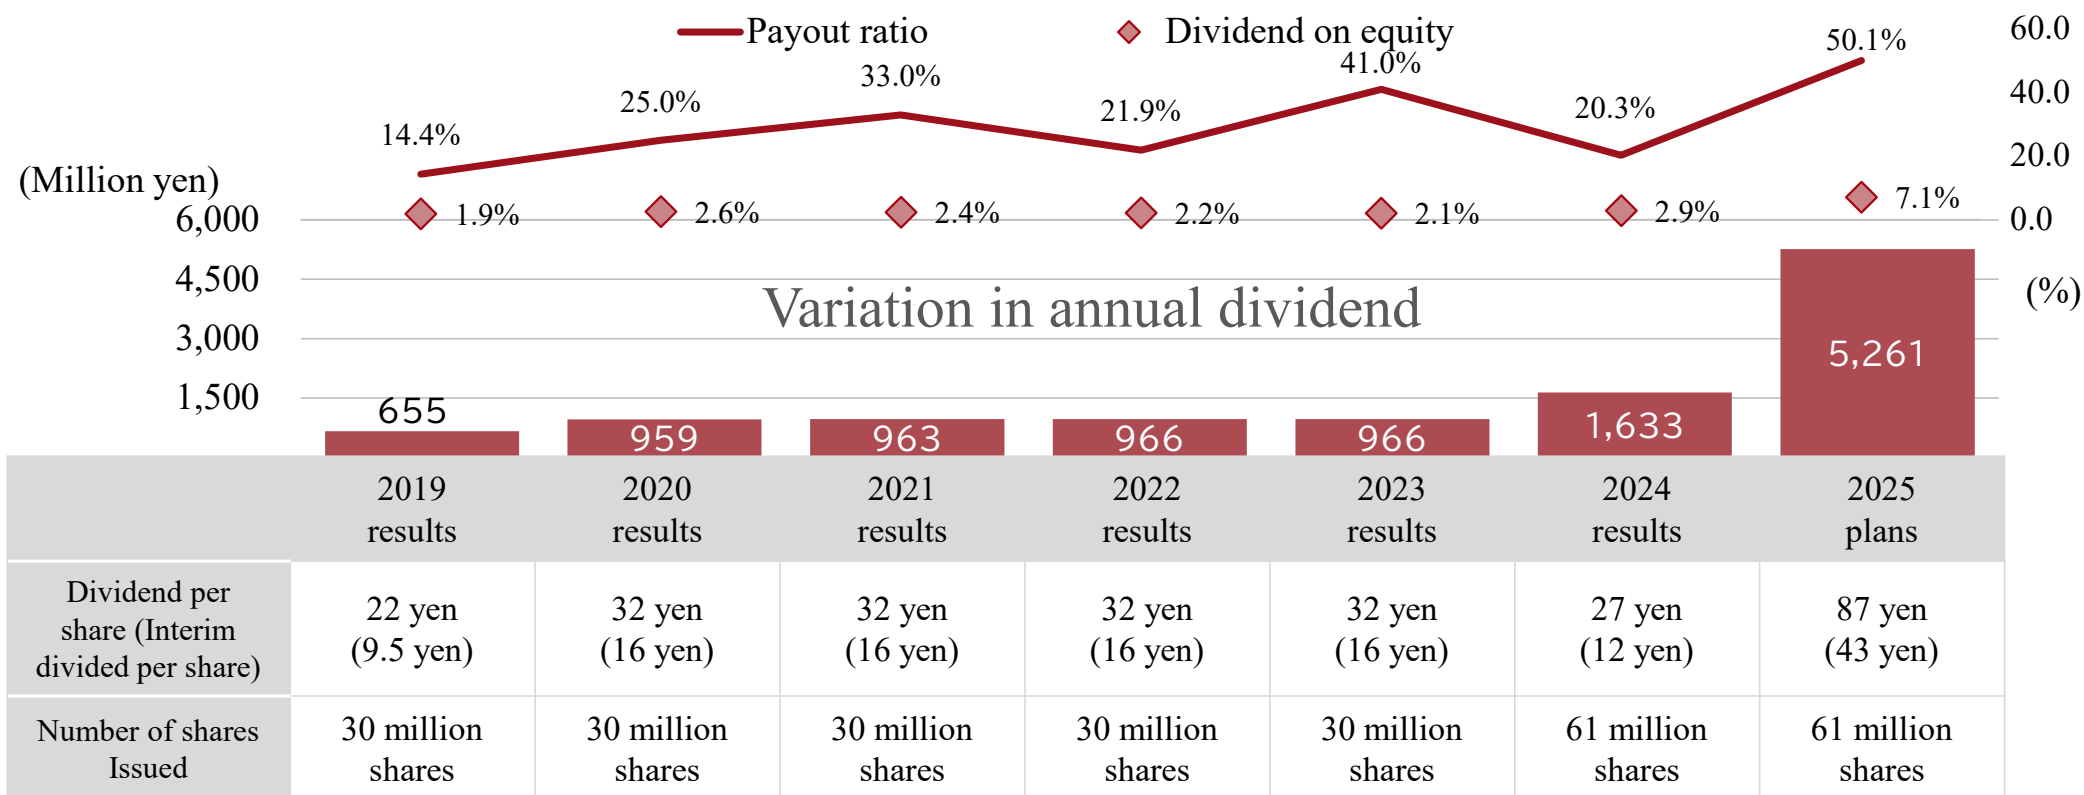 Payout ratio
Dividend on equity
60.0
50.1%
41.0%
33.0%
40.0
25.0%
21.9%
20.3%
14.4%
20.0
(Million yen)
6,000
1.9%
2.6%
2.4%
2.2%
2.1%
2.9%
7.1%
0.0
4,500
Variation in annual dividend
(%)
3,000
5,261
1,500
655
959
963
966
966
1,633
2019
results
2020
results
2021
results
2022
results
2023
results
2024
results
2025
plans
Dividend per
share (Interim
divided per share)
22 yen
(9.5 yen)
32 yen
(16 yen)
32 yen
(16 yen)
32 yen
(16 yen)
32 yen
(16 yen)
27 yen
(12 yen)
87 yen
(43 yen)
Number of shares
Issued
30 million
shares
30 million
shares
30 million
shares
30 million
shares
30 million
shares
61 million
shares
61 million
shares